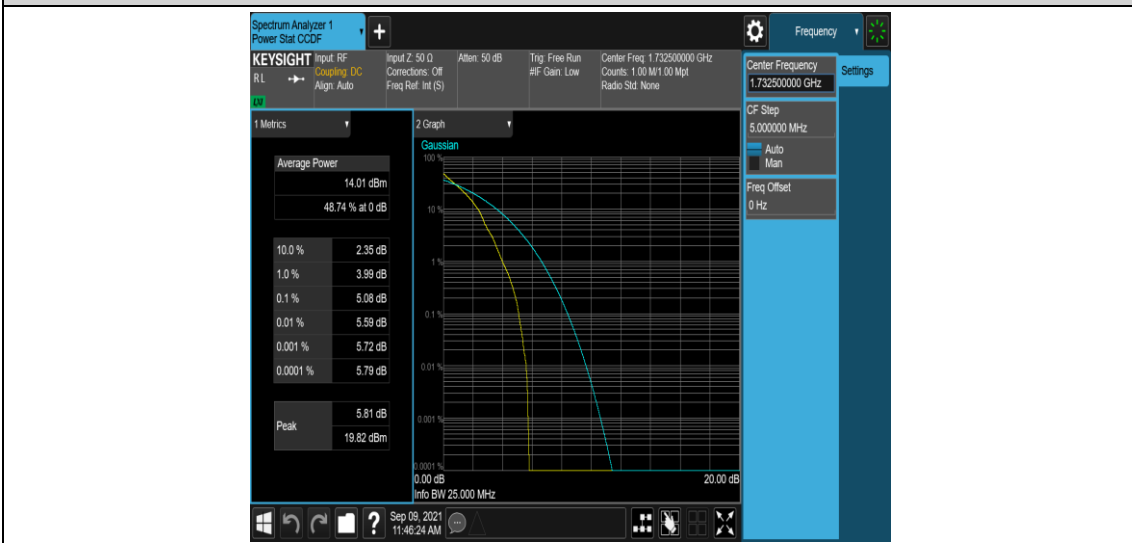 Spectrum Analyzer 1
Power Stat CCDF
+
Frequency
KEYSIGHT
RL
LV
Input: RF
Coupling: DC
Align: Auto
Input Z: 50 Ω
Corrections: Off
Freq Ref: Int (S)
Atten: 50 dB
Trig: Free Run
#IF Gain: Low
Center Freq: 1.732500000 GHz
Counts: 1.00 M/1.00 Mpt
Radio Std: None
Center Frequency
1.732500000 GHz
Settings
CF Step
5.000000 MHz
Auto
Man
Freq Offset
0 Hz
1 Metrics
Average Power
14.01 dBm
48.74 % at 0 dB
10.0 % 2.35 dB
1.0 % 3.99 dB
0.1 % 5.08 dB
0.01 % 5.59 dB
0.001 % 5.72 dB
0.0001 % 5.79 dB
Peak
5.81 dB
19.82 dBm
2 Graph
Gaussian
100 %
10 %
1 %
0.1 %
0.01 %
0.001 %
0.0001 %
0.00 dB 20.00 dB
Info BW 25.000 MHz
?
Sep 09, 2021
11:46:24 AM